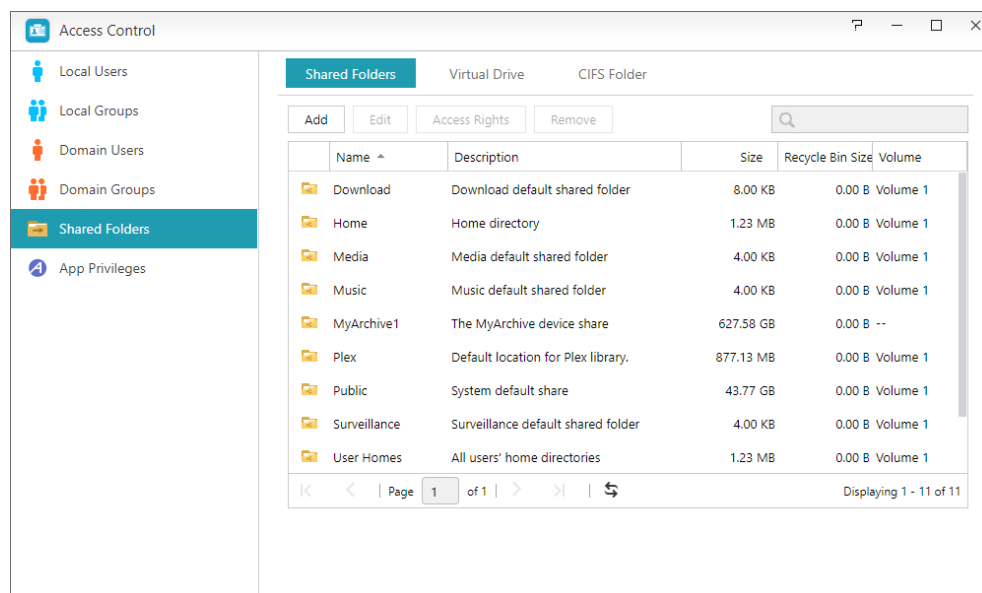 Access Control
Local Users
Local Groups
Domain Users
Domain Groups
Shared Folders
App Privileges
Shared Folders Virtual Drive CIFS Folder
Add Edit Access Rights Remove
Name Description Size Recycle Bin Size Volume
Download Download default shared folder 8.00 KB 0.00 B Volume 1
Home Home directory 1.23 MB 0.00 B Volume 1
Media Media default shared folder 4.00 KB 0.00 B Volume 1
Music Music default shared folder 4.00 KB 0.00 B Volume 1
MyArchive1 The MyArchive device share 627.58 GB 0.00 B --
Plex Default location for Plex library. 877.13 MB 0.00 B Volume 1
Public System default share 43.77 GB 0.00 B Volume 1
Surveillance Surveillance default shared folder 4.00 KB 0.00 B Volume 1
User Homes All users' home directories 1.23 MB 0.00 B Volume 1
Page 1 of 1 Displaying 1 - 11 of 11